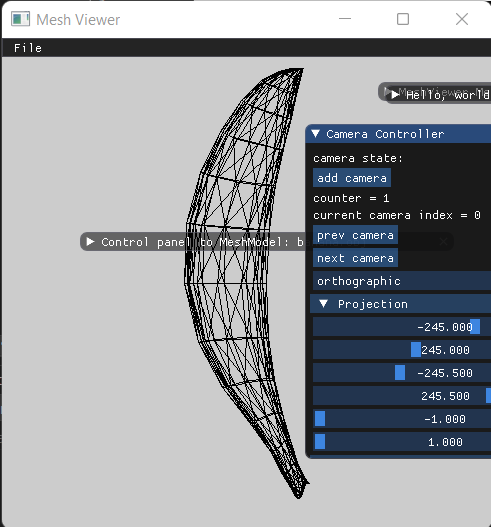 Mesh Viewer
File
MeshViewer M
Hello, world
Camera Controller
camera state:
add camera
counter = 1
current camera index = 0
prev camera
Control panel to MeshModel: b
next camera
orthographic
Projection
-245.000
245.000
-245.500
245.500
-1.000
1.000